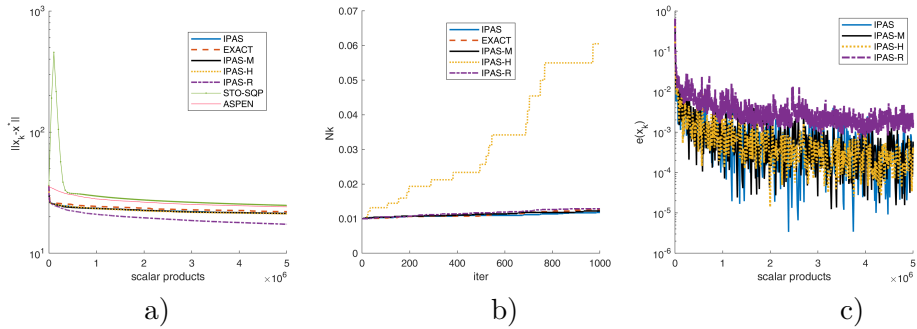 10^3
10^2
10^1
||x_k-x^*||
0
1
2
3
4
5
×10^6
scalar products
IPAS
EXACT
IPAS-M
IPAS-H
IPAS-R
STO-SQP
ASPEN
a)
0.07
0.06
0.05
0.04
0.03
0.02
0.01
0
Nk
0
200
400
600
800
1000
iter
IPAS
EXACT
IPAS-M
IPAS-H
IPAS-R
b)
10^0
10^-1
10^-2
10^-3
10^-4
10^-5
10^-6
e(x_k)
0
1
2
3
4
5
×10^6
scalar products
IPAS
IPAS-M
IPAS-H
IPAS-R
c)